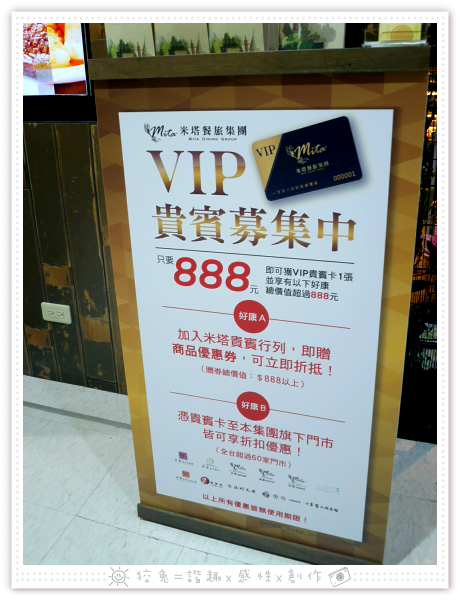 Mita 米塔餐旅集團
MITA DINING GROUP
VIP
VIP Mita
米塔餐旅集團
000001
貴賓募集中
只要 888 元
即可獲VIP貴賓卡1張
並享有以下好康
總價值超過888元
好康A
加入米塔貴賓行列，即贈
商品優惠券，可立即折抵！
（贈券總價值：$888以上）
好康B
憑貴賓卡至本集團旗下門市
皆可享折扣優惠！
（全台超過60家門市）
以上所有優惠皆無使用期限！
狡兔=諧趣x感性x創作